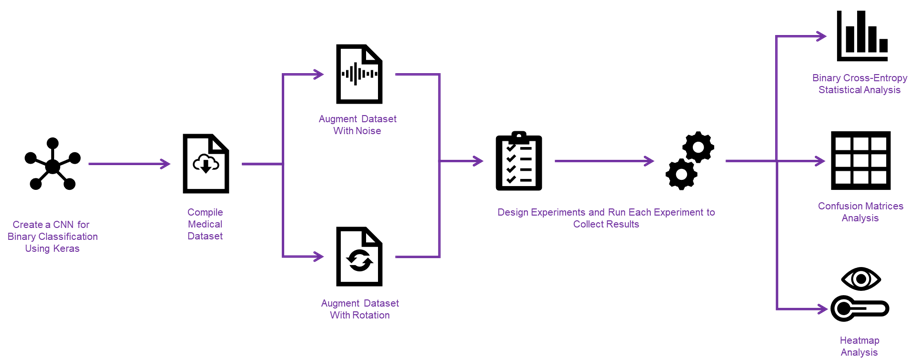 Create a CNN for
Binary Classification
Using Keras
Compile
Medical
Dataset
Augment Dataset
With Noise
Augment Dataset
With Rotation
Design Experiments and Run Each Experiment to
Collect Results
Binary Cross-Entropy
Statistical Analysis
Confusion Matrices
Analysis
Heatmap
Analysis